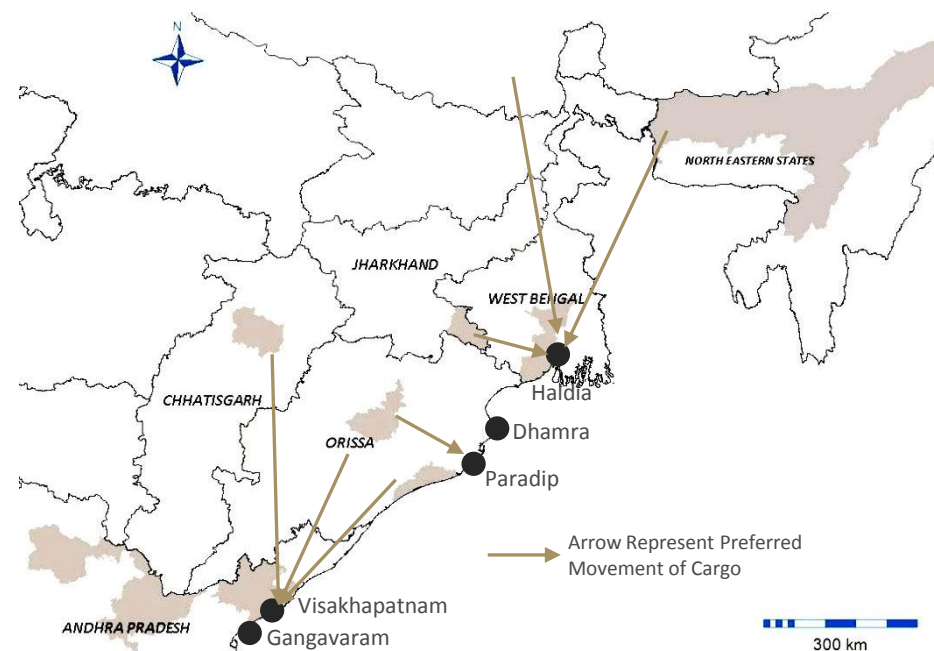 N
NORTH EASTERN STATES
JHARKHAND
WEST BENGAL
Haldia
CHHATISGARH
Dhamra
ORISSA
Paradip
Arrow Represent Preferred
Movement of Cargo
Visakhapatnam
ANDHRA PRADESH
Gangavaram
300 km